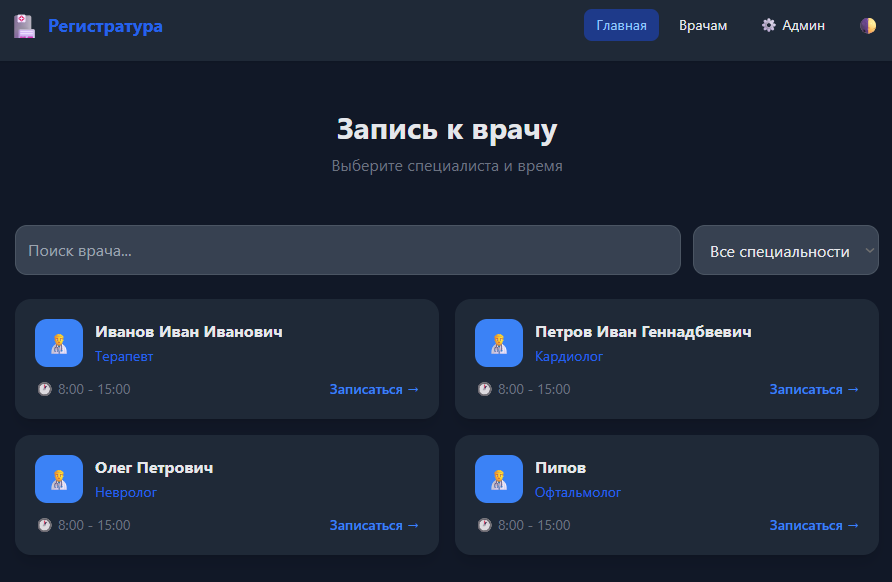 Регистратура
Главная
Врачам
Админ
Запись к врачу
Выберите специалиста и время
Поиск врача...
Все специальности
Иванов Иван Иванович
Терапевт
8:00 - 15:00
Записаться →
Петров Иван Геннадбвевич
Кардиолог
8:00 - 15:00
Записаться →
Олег Петрович
Невролог
8:00 - 15:00
Записаться →
Пипов
Офтальмолог
8:00 - 15:00
Записаться →